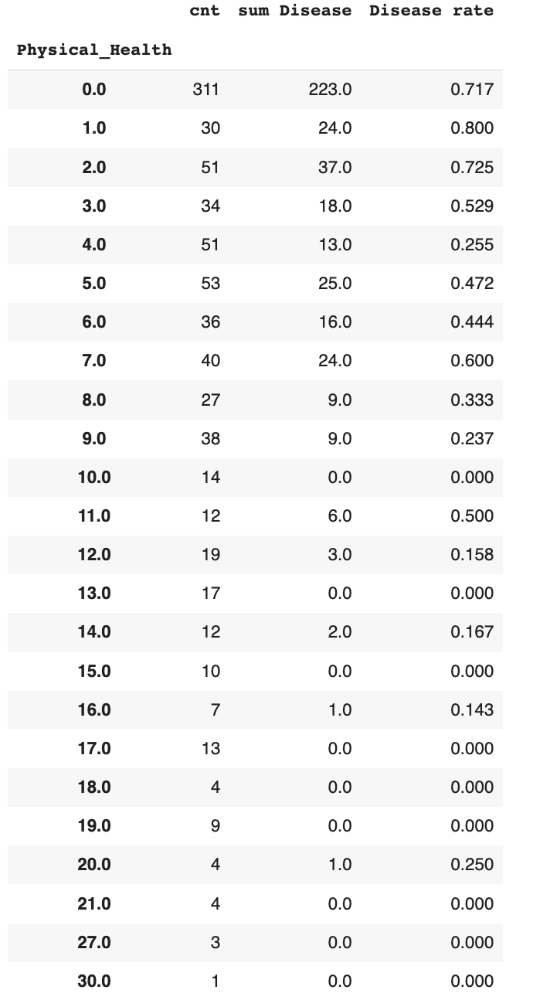 cnt sum Disease Disease rate
Physical_Health
0.0 311 223.0 0.717
1.0 30 24.0 0.800
2.0 51 37.0 0.725
3.0 34 18.0 0.529
4.0 51 13.0 0.255
5.0 53 25.0 0.472
6.0 36 16.0 0.444
7.0 40 24.0 0.600
8.0 27 9.0 0.333
9.0 38 9.0 0.237
10.0 14 0.0 0.000
11.0 12 6.0 0.500
12.0 19 3.0 0.158
13.0 17 0.0 0.000
14.0 12 2.0 0.167
15.0 10 0.0 0.000
16.0 7 1.0 0.143
17.0 13 0.0 0.000
18.0 4 0.0 0.000
19.0 9 0.0 0.000
20.0 4 1.0 0.250
21.0 4 0.0 0.000
27.0 3 0.0 0.000
30.0 1 0.0 0.000